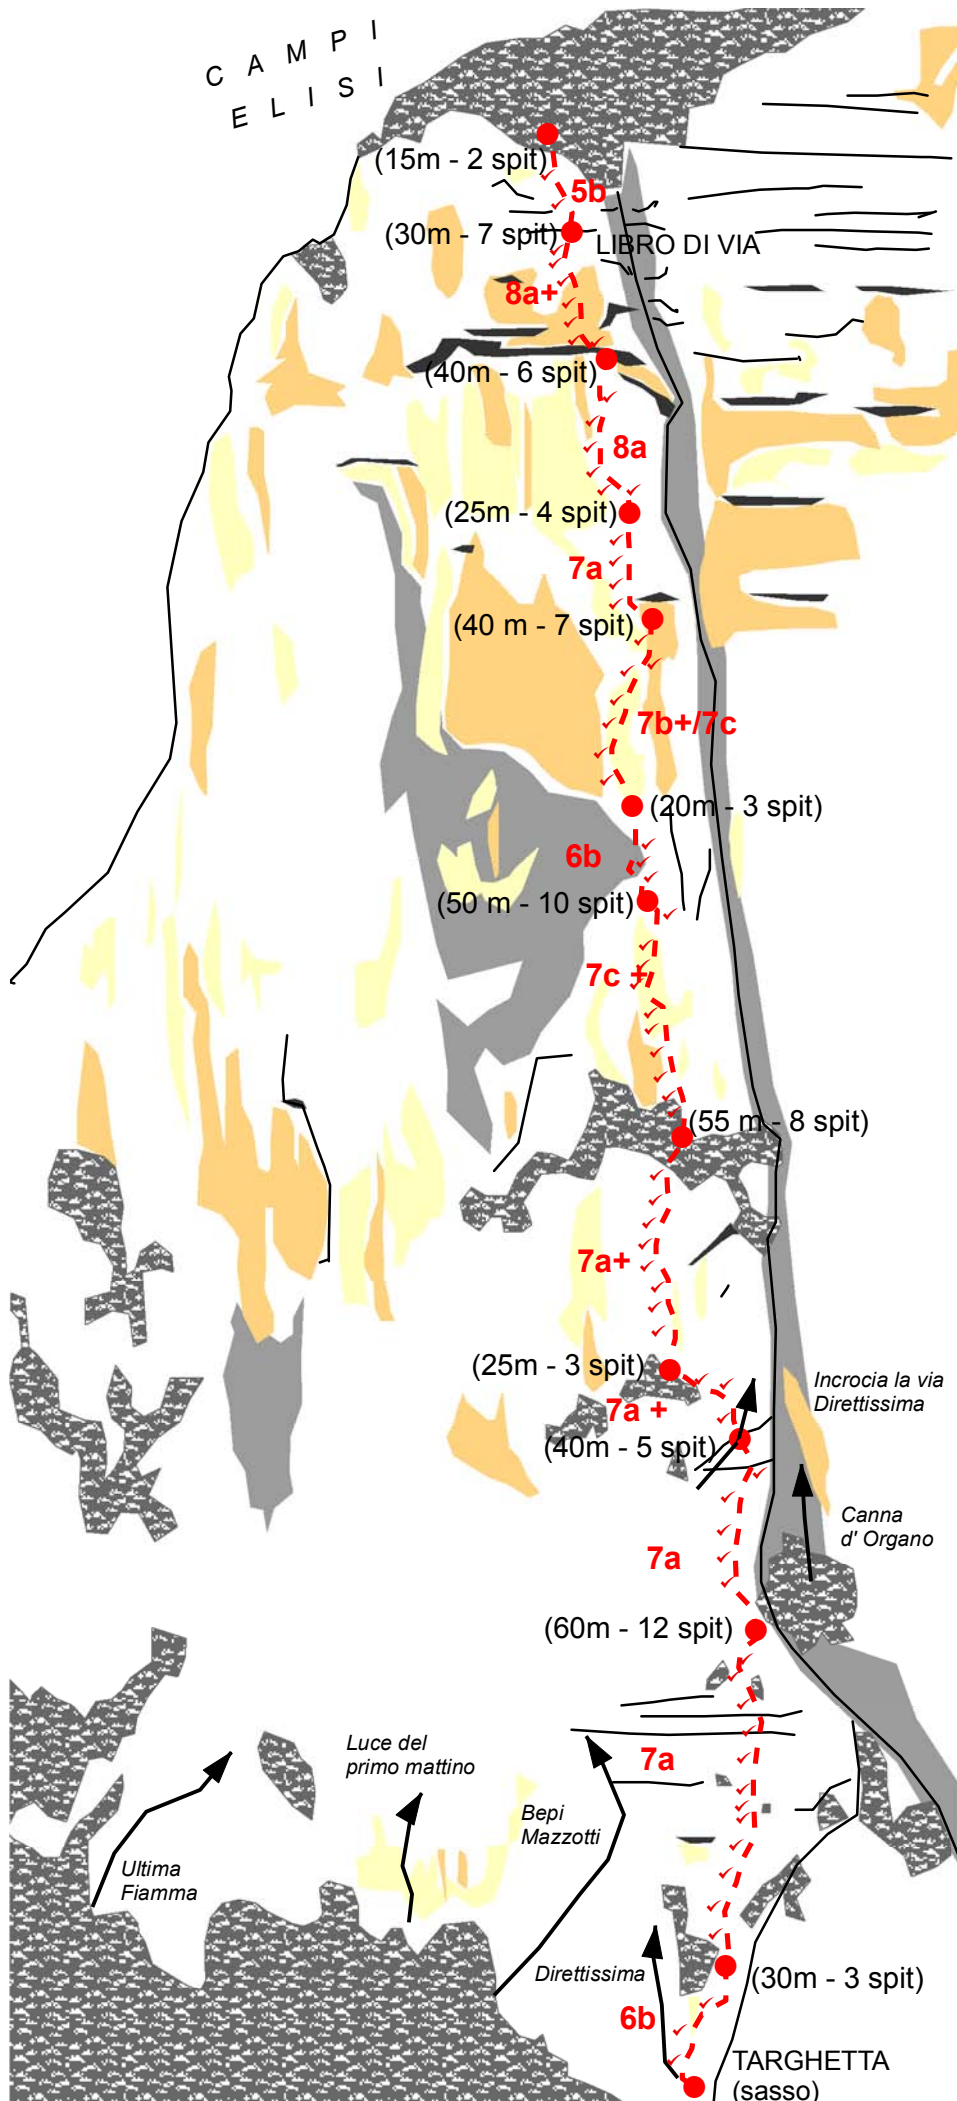 CAMPI
ELISI
(15m - 2 spit)
5b
(30m - 7 spit)
LIBRO DI VIA
8a+
(40m - 6 spit)
8a
(25m - 4 spit)
7a
(40 m - 7 spit)
7b+/7c
(20m - 3 spit)
6b
(50 m - 10 spit)
7c +
(55 m - 8 spit)
7a+
(25m - 3 spit)
Incrocia la via
Direttissima
7a +
(40m - 5 spit)
Canna
d' Organo
7a
(60m - 12 spit)
Luce del
primo mattino
7a
Bepi
Mazzotti
Ultima
Fiamma
Direttissima
(30m - 3 spit)
6b
TARGHETTA
(sasso)